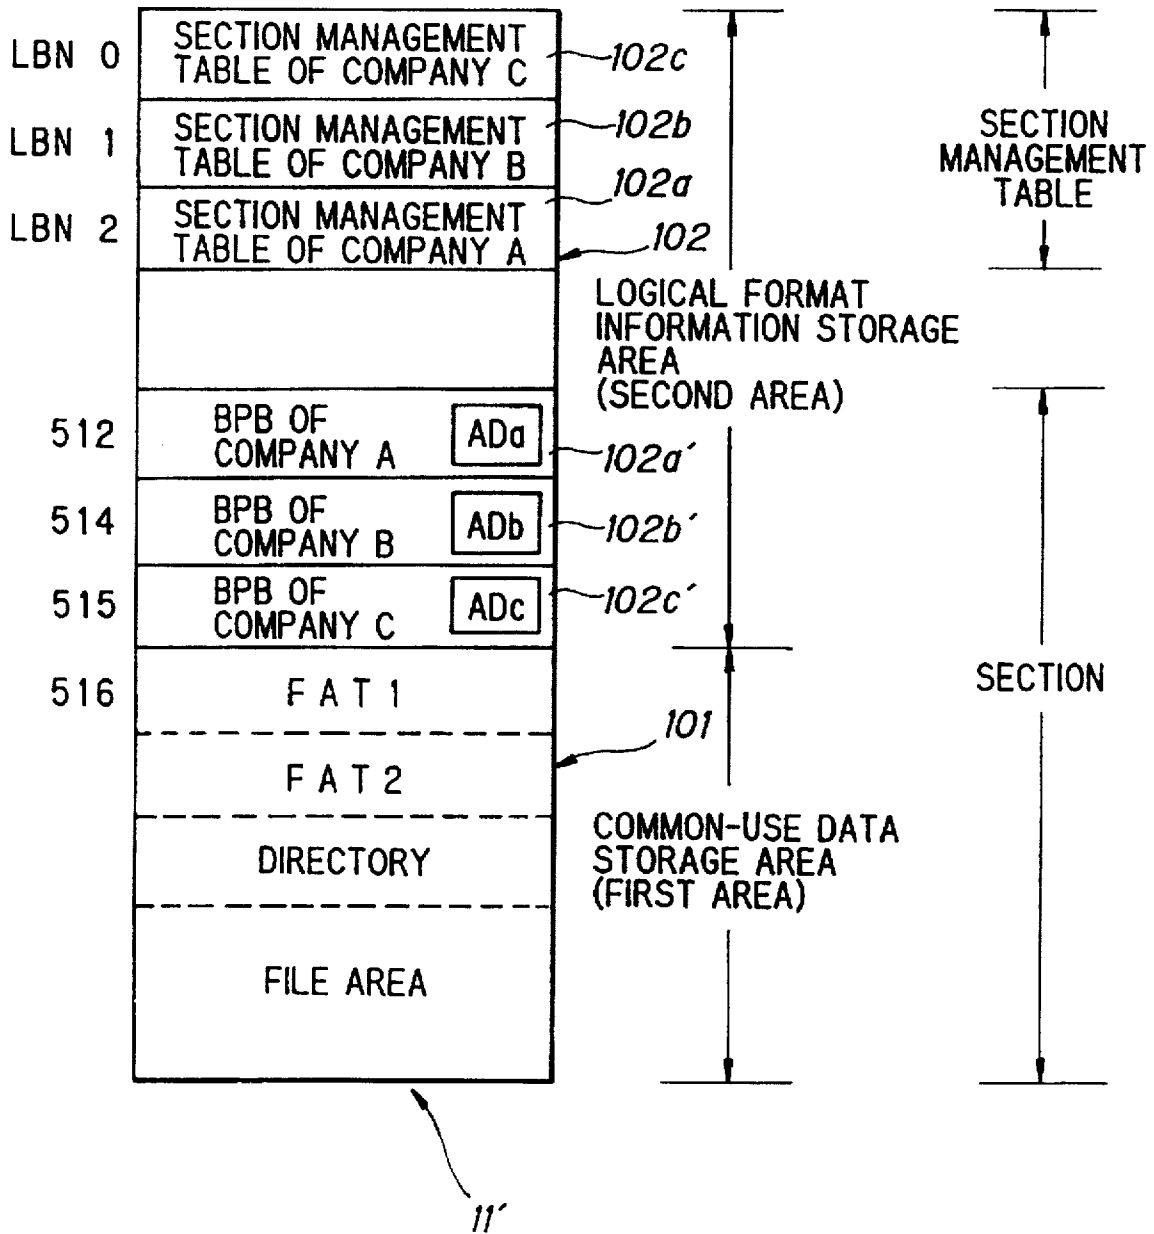 LBN 0
SECTION MANAGEMENT
TABLE OF COMPANY C
102c
LBN 1
SECTION MANAGEMENT
TABLE OF COMPANY B
102b
LBN 2
SECTION MANAGEMENT
TABLE OF COMPANY A
102a
102
SECTION
MANAGEMENT
TABLE
LOGICAL FORMAT
INFORMATION STORAGE
AREA
(SECOND AREA)
512
BPB OF
COMPANY A
ADa
102a′
514
BPB OF
COMPANY B
ADb
102b′
515
BPB OF
COMPANY C
ADc
102c′
516
FAT1
101
SECTION
FAT2
DIRECTORY
COMMON-USE DATA
STORAGE AREA
(FIRST AREA)
FILE AREA
11′